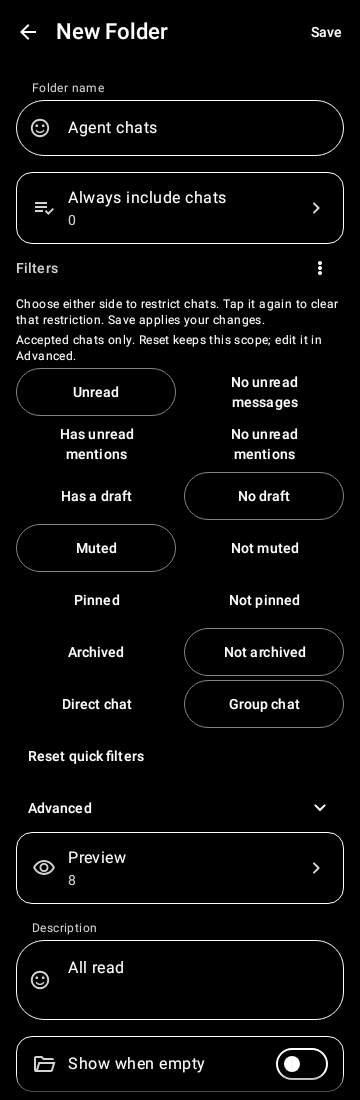 New Folder
Save
Folder name
Agent chats
Always include chats
0
Filters
Choose either side to restrict chats. Tap it again to clear
that restriction. Save applies your changes.
Accepted chats only. Reset keeps this scope; edit it in
Advanced.
Unread
No unread
messages
Has unread
mentions
No unread
mentions
Has a draft
No draft
Muted
Not muted
Pinned
Not pinned
Archived
Not archived
Direct chat
Group chat
Reset quick filters
Advanced
Preview
8
Description
All read
Show when empty